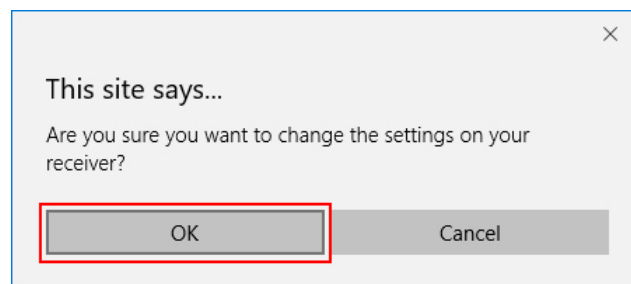 This site says...
Are you sure you want to change the settings on your
receiver?
OK
Cancel